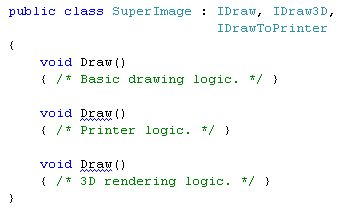 public class SuperImage : IDraw, IDraw3D,
IDrawToPrinter
{
void Draw()
{ /* Basic drawing logic. */ }
void Draw()
{ /* Printer logic. */ }
void Draw()
{ /* 3D rendering logic. */ }
}